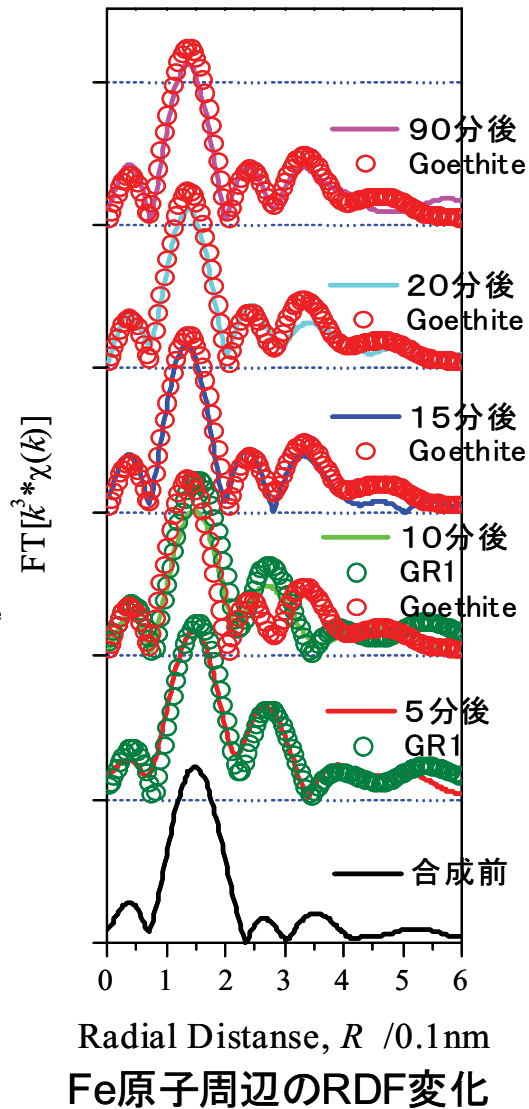 90分後
Goethite
20分後
Goethite
15分後
Goethite
10分後
GR1
Goethite
5分後
GR1
合成前
FT[k³*χ(k)]
0 1 2 3 4 5 6
Radial Distanse, R /0.1nm
Fe原子周辺のRDF変化